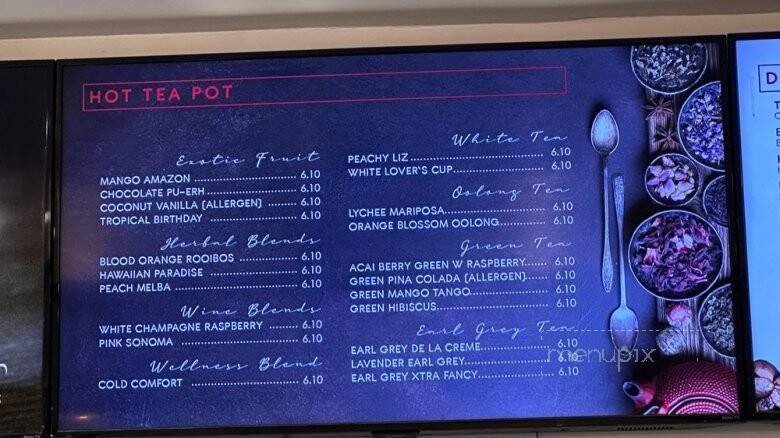 HOT TEA POT
Exotic Fruit
MANGO AMAZON 6.10
CHOCOLATE PU-ERH 6.10
COCONUT VANILLA (ALLERGEN) 6.10
TROPICAL BIRTHDAY 6.10
Herbal Blends
BLOOD ORANGE ROOIBOS 6.10
HAWAIIAN PARADISE 6.10
PEACH MELBA 6.10
Wine Blends
WHITE CHAMPAGNE RASPBERRY 6.10
PINK SONOMA 6.10
Wellness Blend
COLD COMFORT 6.10
White Tea
PEACHY LIZ 6.10
WHITE LOVER'S CUP 6.10
Oolong Tea
LYCHEE MARIPOSA 6.10
ORANGE BLOSSOM OOLONG 6.10
Green Tea
ACAI BERRY GREEN W RASPBERRY 6.10
GREEN PINA COLADA (ALLERGEN) 6.10
GREEN MANGO TANGO 6.10
GREEN HIBISCUS 6.10
Earl Grey Tea
EARL GREY DE LA CREME 6.10
LAVENDER EARL GREY 6.10
EARL GREY XTRA FANCY 6.10
menupix
D